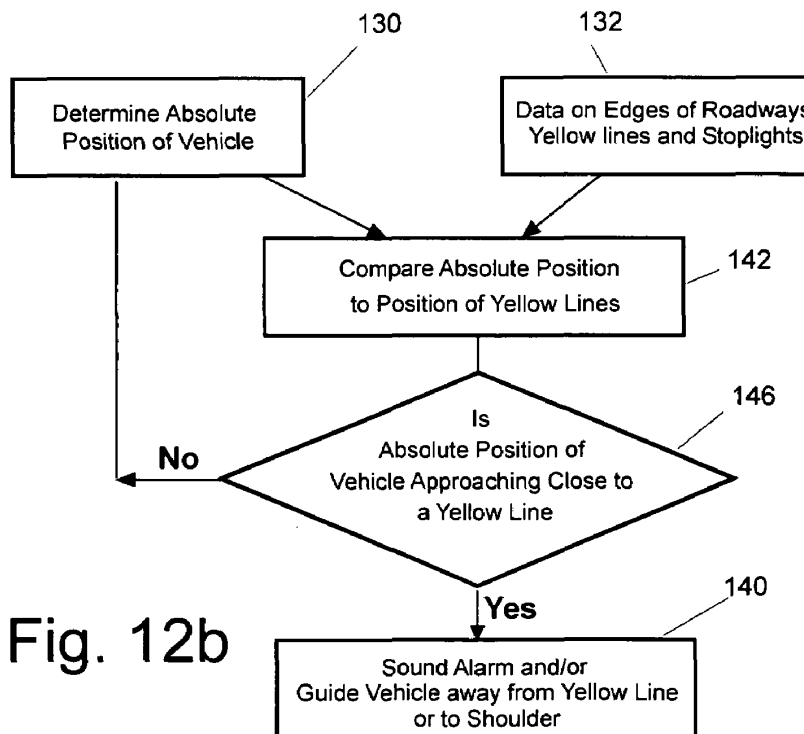 130
132
Determine Absolute
Position of Vehicle
Data on Edges of Roadways
Yellow lines and Stoplights
Compare Absolute Position
to Position of Yellow Lines
142
Is
Absolute Position of
Vehicle Approaching Close to
a Yellow Line
146
No
Yes
140
Fig. 12b
Sound Alarm and/or
Guide Vehicle away from Yellow Line
or to Shoulder